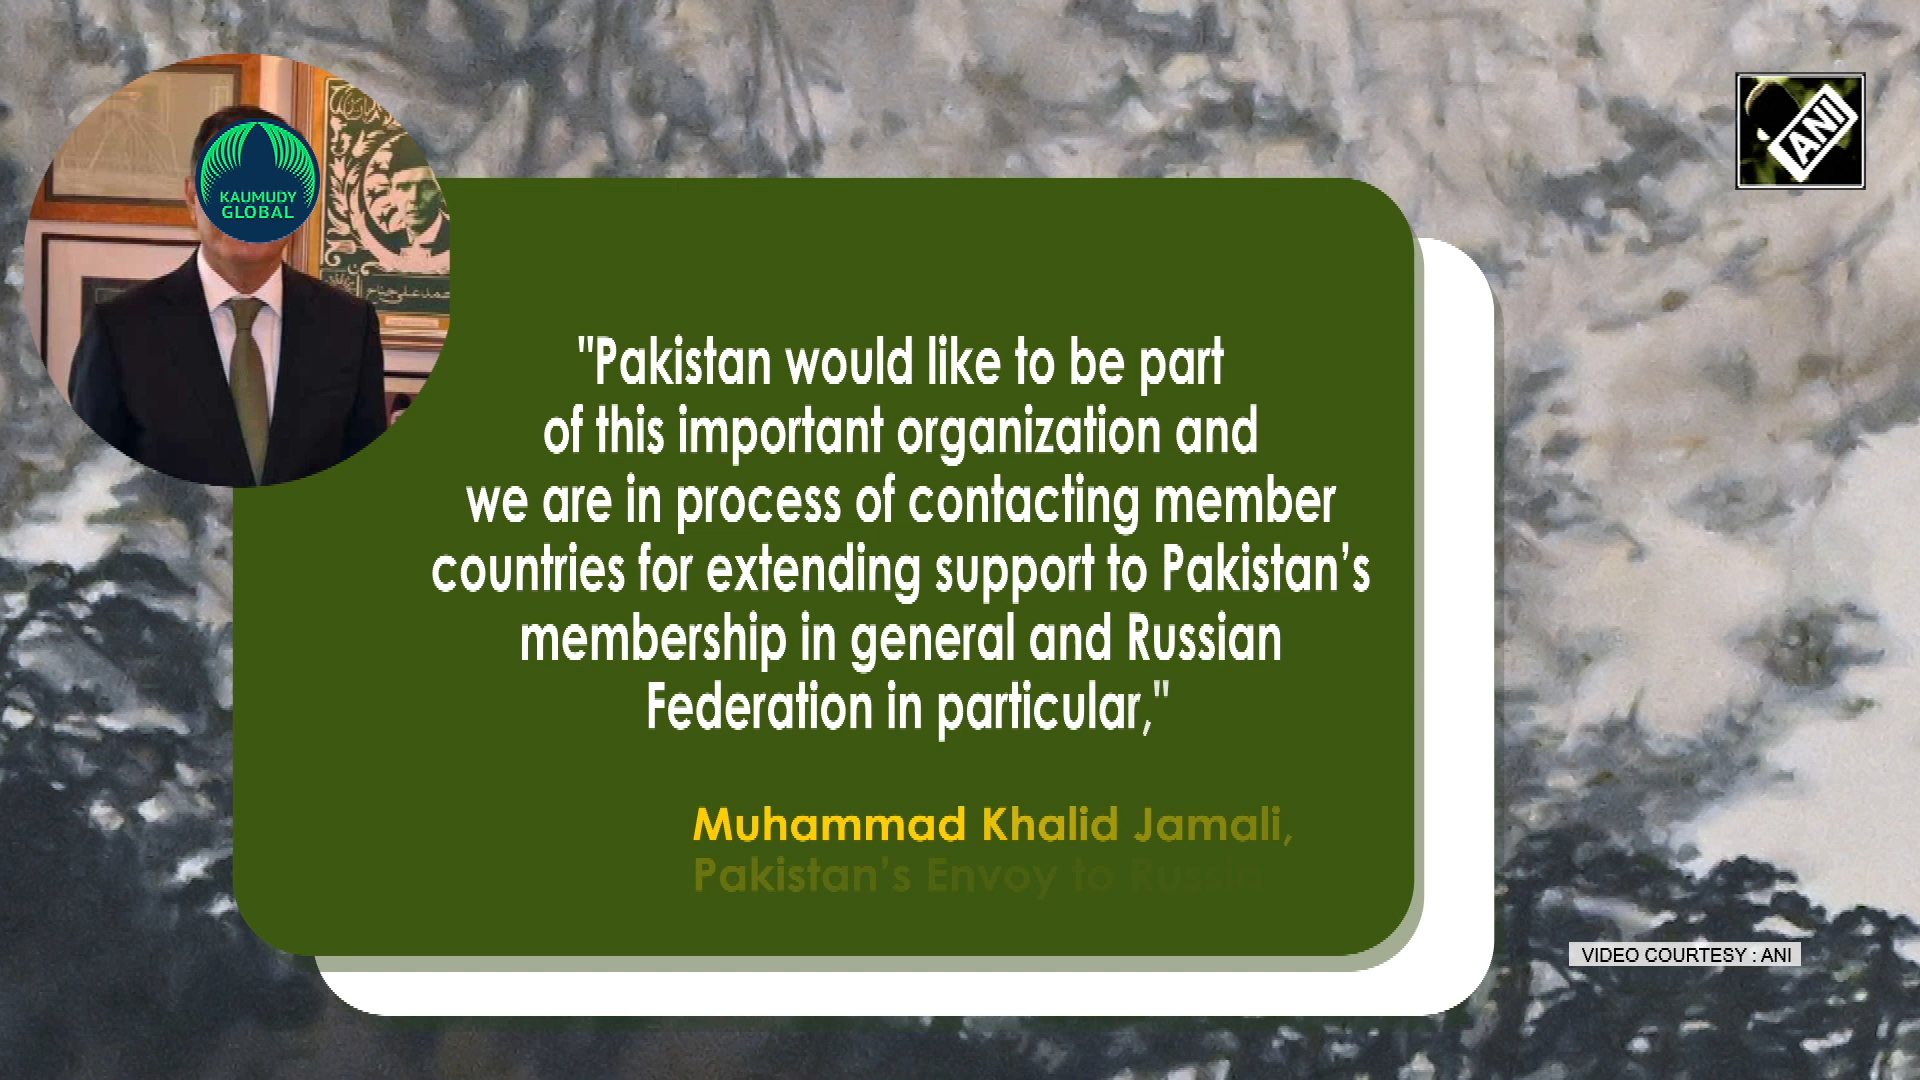 KAUMUDY
GLOBAL
ANI
"Pakistan would like to be part
of this important organization and
we are in process of contacting member
countries for extending support to Pakistan’s
membership in general and Russian
Federation in particular,"
Muhammad Khalid Jamali,
Pakistan’s Envoy to Russia
VIDEO COURTESY : ANI